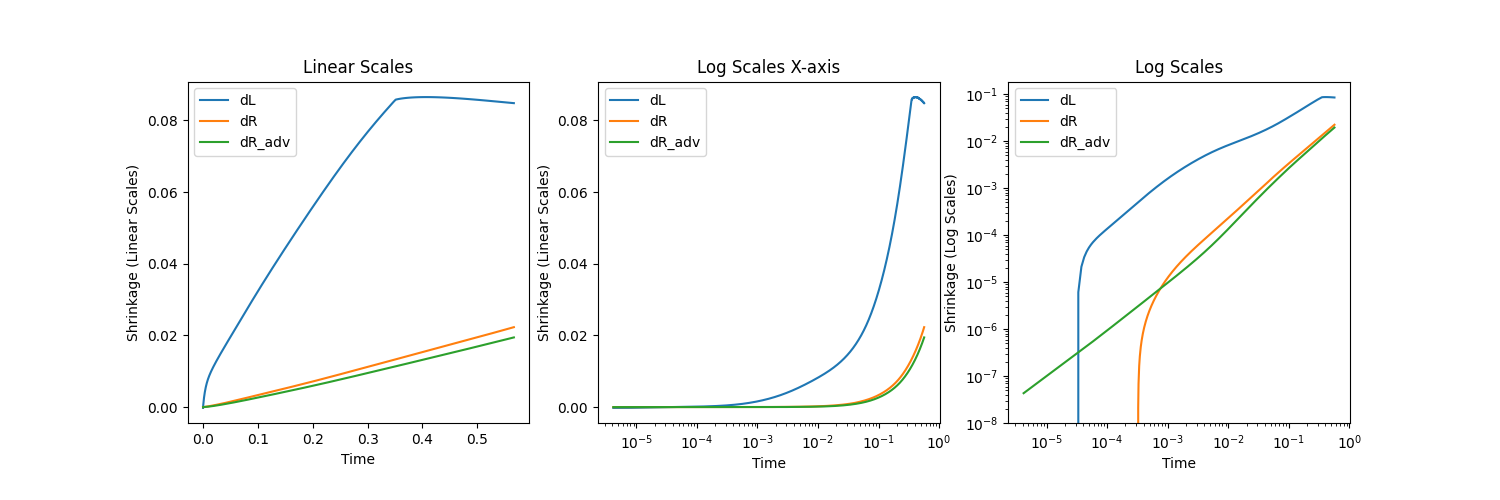 Linear Scales
dL
dR
dR_adv
Shrinkage (Linear Scales)
0.08
0.06
0.04
0.02
0.00
0.0 0.1 0.2 0.3 0.4 0.5
Time
Log Scales X-axis
dL
dR
dR_adv
Shrinkage (Linear Scales)
0.08
0.06
0.04
0.02
0.00
10⁻⁵ 10⁻⁴ 10⁻³ 10⁻² 10⁻¹ 10⁰
Time
Log Scales
dL
dR
dR_adv
Shrinkage (Log Scales)
10⁻¹
10⁻²
10⁻³
10⁻⁴
10⁻⁵
10⁻⁶
10⁻⁷
10⁻⁸
10⁻⁵ 10⁻⁴ 10⁻³ 10⁻² 10⁻¹ 10⁰
Time